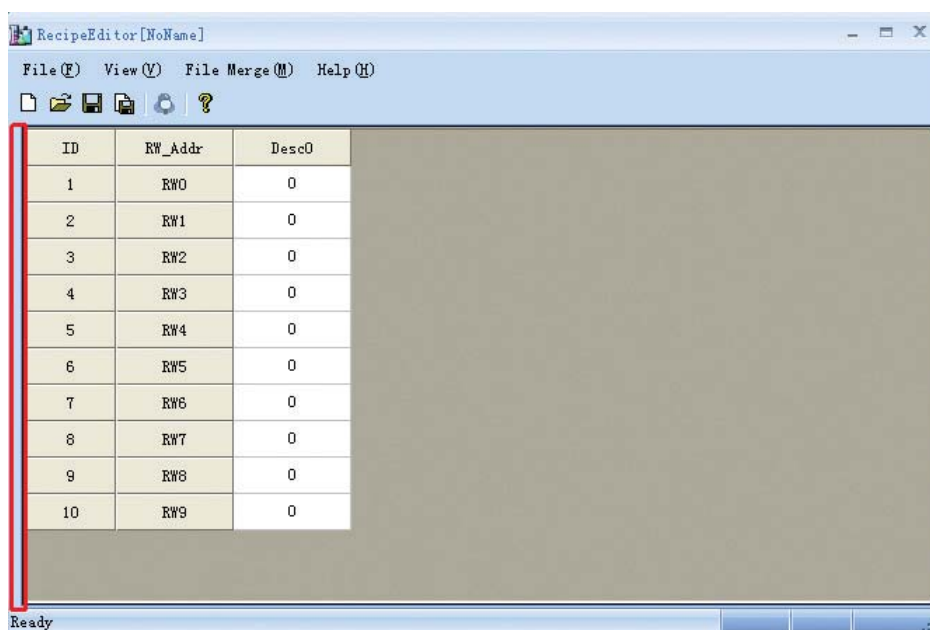 RecipeEditor[NoName]
File(F) View(V) File Merge(M) Help(H)
ID RW_Addr Desc0
1 RW0 0
2 RW1 0
3 RW2 0
4 RW3 0
5 RW4 0
6 RW5 0
7 RW6 0
8 RW7 0
9 RW8 0
10 RW9 0
Ready